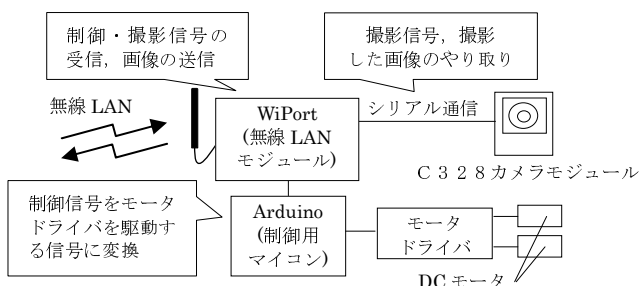 制御・撮影信号の
受信，画像の送信
撮影信号，撮影
した画像のやり取り
無線 LAN
WiPort
(無線 LAN
モジュール)
シリアル通信
Ｃ３２８カメラモジュール
制御信号をモータ
ドライバを駆動す
る信号に変換
Arduino
(制御用
マイコン)
モータ
ドライバ
DC モータ